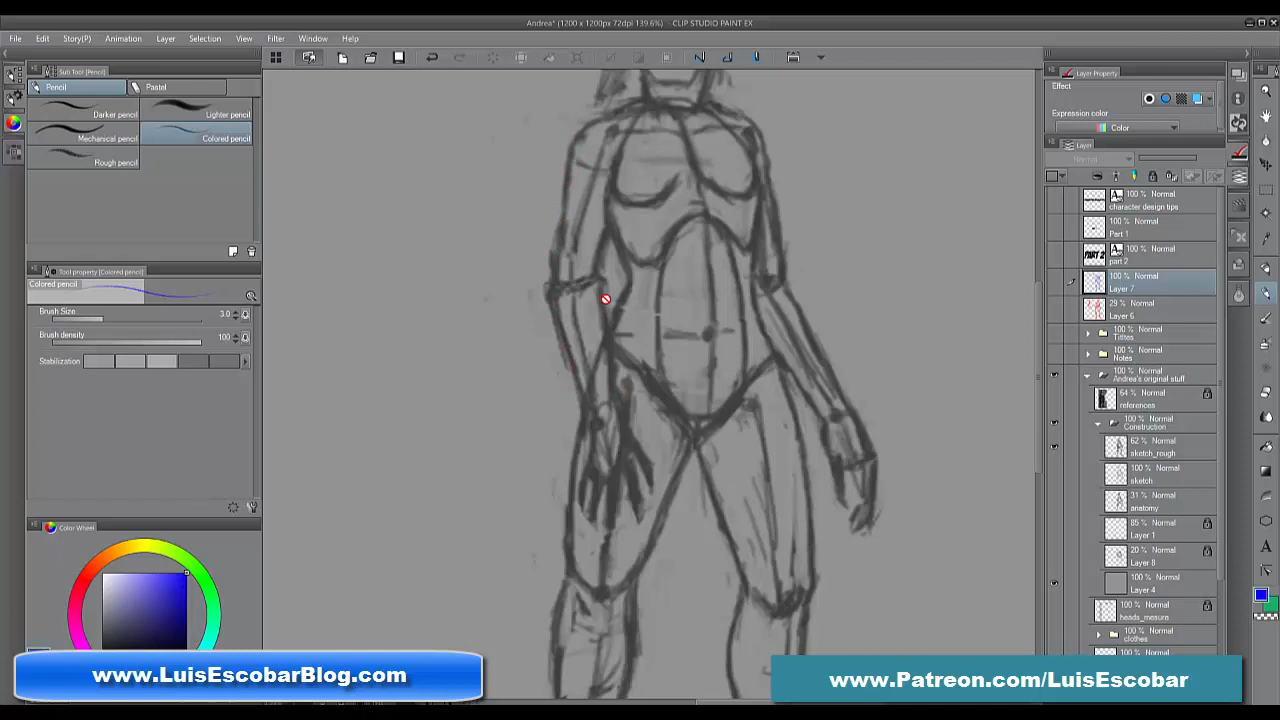 Andrea* (1200 x 1200px 72dpi 139.6%) - CLIP STUDIO PAINT EX
File Edit Story(P) Animation Layer Selection View Filter Window Help
Sub Tool [Pencil]
Pencil Pastel
Darker pencil Lighter pencil
Mechanical pencil Colored pencil
Rough pencil
Tool property [Colored pencil]
Colored pencil
Brush Size 3.0
Brush density 100
Stabilization
Color Wheel
Layer Property
Effect
Expression color
Color
Layer
Normal
100 % Normal
character design tips
100 % Normal
Part 1
PART 2
100 % Normal
part 2
100 % Normal
Layer 7
29 % Normal
Layer 6
100 % Normal
Titltes
100 % Normal
Notes
100 % Normal
Andrea's original stuff
64 % Normal
references
100 % Normal
Construction
62 % Normal
sketch_rough
100 % Normal
sketch
31 % Normal
anatomy
85 % Normal
Layer 1
20 % Normal
Layer 8
100 % Normal
Layer 4
100 % Normal
heads_mesure
100 % Normal
clothes
100 % Normal
www.LuisEscobarBlog.com
www.Patreon.com/LuisEscobar